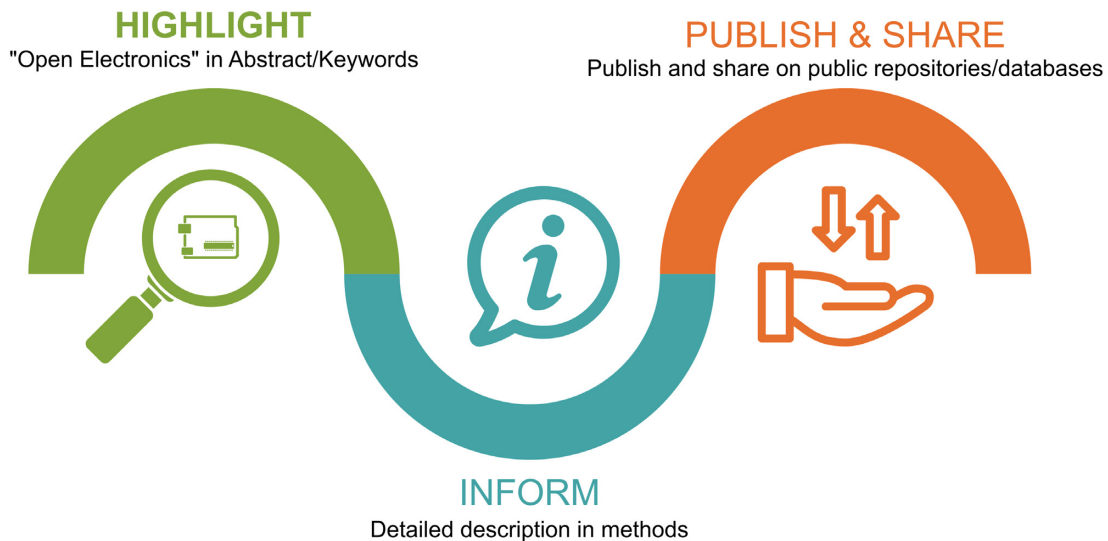 HIGHLIGHT
"Open Electronics" in Abstract/Keywords
PUBLISH & SHARE
Publish and share on public repositories/databases
INFORM
Detailed description in methods